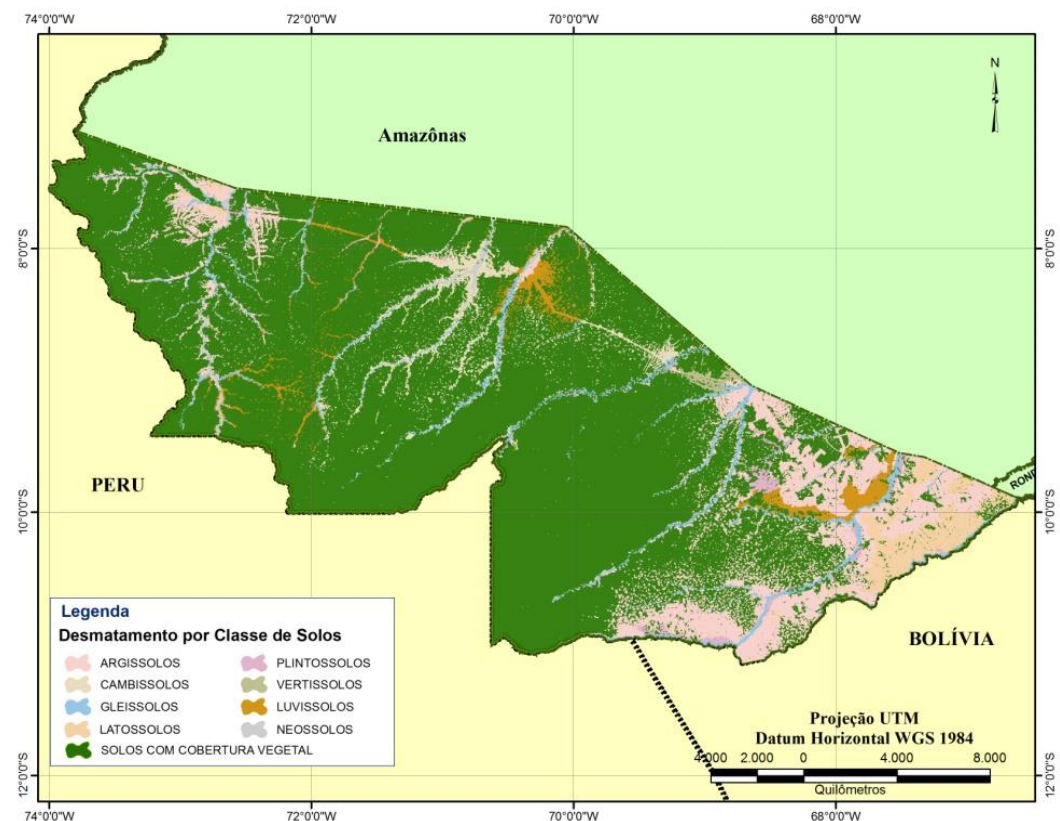 74°0'0"W 72°0'0"W 70°0'0"W 68°0'0"W
N
Amazônas
8°0'0"S 8°0'0"S
PERU
10°0'0"S 10°0'0"S
BOLÍVIA
Legenda
Desmatamento por Classe de Solos
ARGISSOLOS
CAMBISSOLOS
GLEISSOLOS
LATOSSOLOS
SOLOS COM COBERTURA VEGETAL
PLINTOSSOLOS
VERTISSOLOS
LUVISSOLOS
NEOSSOLOS
Projeção UTM
Datum Horizontal WGS 1984
4.000 2.000 0 4.000 8.000
Quilômetros
12°0'0"S 12°0'0"S
74°0'0"W 72°0'0"W 70°0'0"W 68°0'0"W